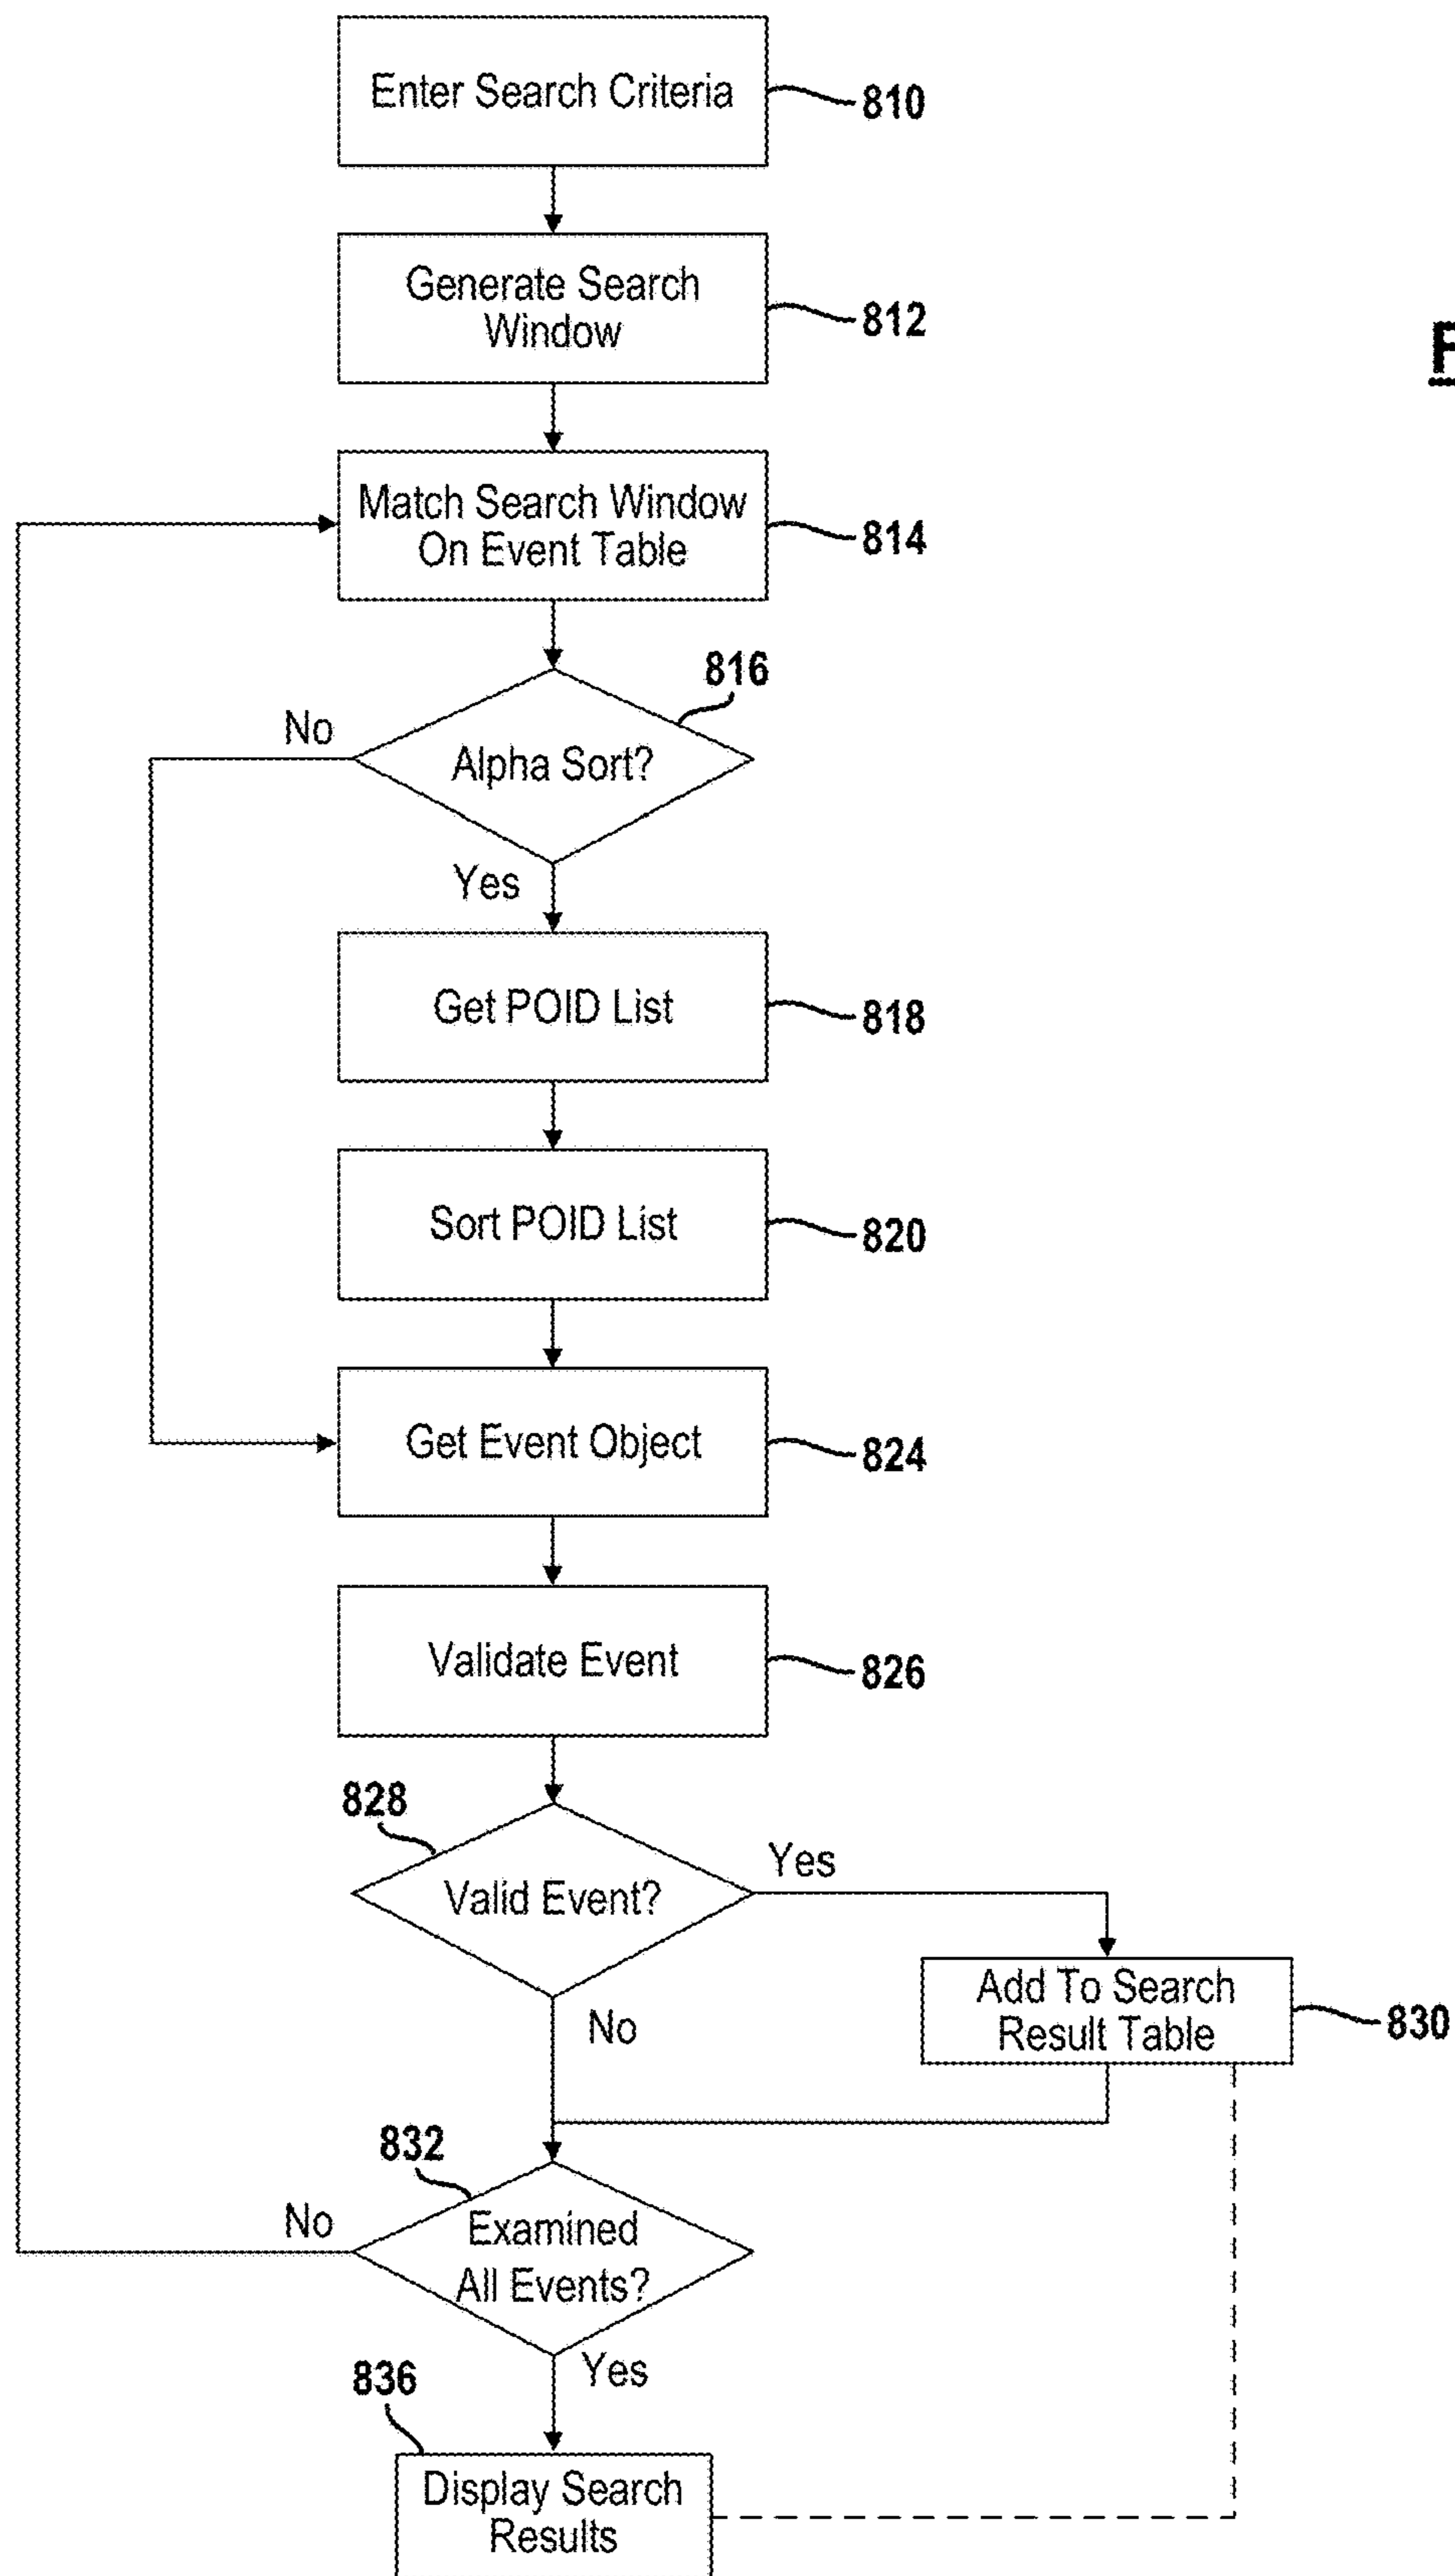 Enter Search Criteria
810
Generate Search
Window
812
F
Match Search Window
On Event Table
814
816
No
Alpha Sort?
Yes
Get POID List
818
Sort POID List
820
Get Event Object
824
Validate Event
826
828
Valid Event?
Yes
No
Add To Search
Result Table
830
832
No
Examined
All Events?
Yes
836
Display Search
Results